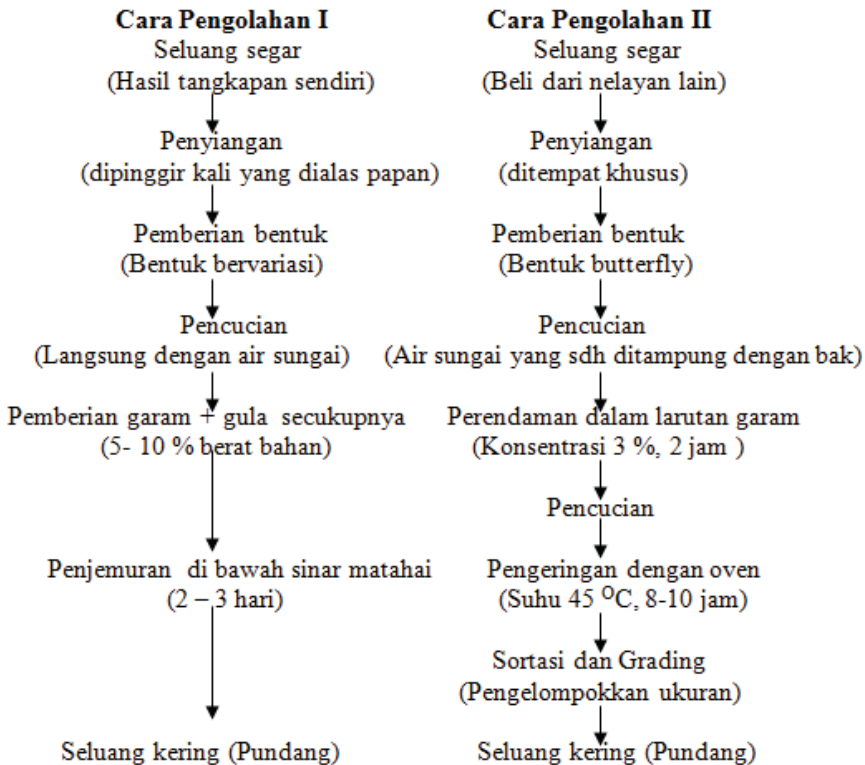 Cara Pengolahan I
Seluang segar
(Hasil tangkapan sendiri)
Penyiangan
(dipinggir kali yang dialas papan)
Pemberian bentuk
(Bentuk bervariasi)
Pencucian
(Langsung dengan air sungai)
Pemberian garam + gula secukupnya
(5- 10 % berat bahan)
Penjemuran di bawah sinar matahai
(2 – 3 hari)
Seluang kering (Pundang)
Cara Pengolahan II
Seluang segar
(Beli dari nelayan lain)
Penyiangan
(ditempat khusus)
Pemberian bentuk
(Bentuk butterfly)
Pencucian
(Air sungai yang sdh ditampung dengan bak)
Perendaman dalam larutan garam
(Konsentrasi 3 %, 2 jam )
Pencucian
Pengeringan dengan oven
(Suhu 45 ºC, 8-10 jam)
Sortasi dan Grading
(Pengelompokkan ukuran)
Seluang kering (Pundang)